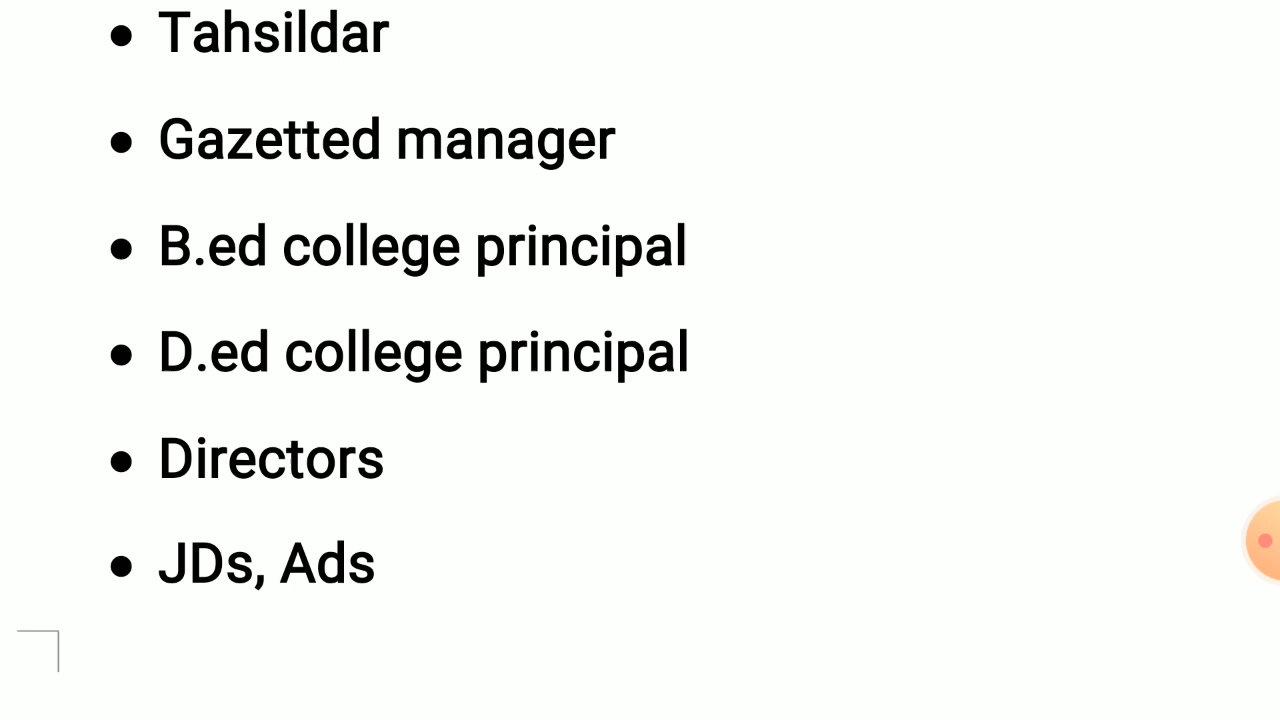 • Tahsildar
• Gazetted manager
• B.ed college principal
• D.ed college principal
• Directors
• JDs, Ads